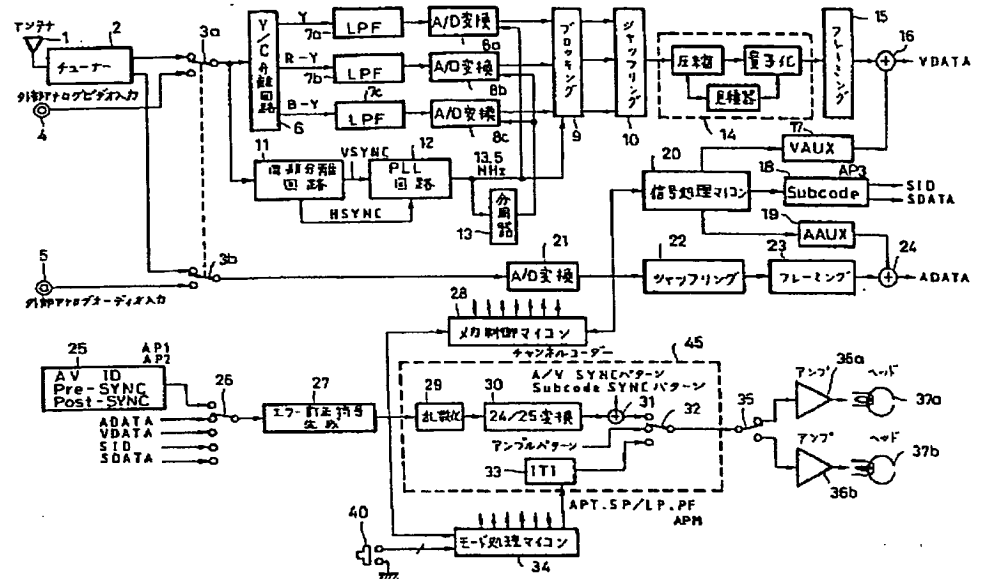 アンテナ
1
2
チューナー
3a
外部アナログビデオ入力
4
Y/C分離回路
6
Y
R-Y
B-Y
LPF
7a
LPF
7b
7c
LPF
A/D変換
8a
A/D変換
8b
A/D変換
8c
ブロッキング
9
シャッフリング
10
圧縮
量子化
見積器
14
15
フレーミング
16
VDATA
11
同期分離回路
VSYNC
HSYNC
12
PLL回路
13.5
MHz
13
分周器
17
VAUX
20
信号処理マイコン
18
AP3
Subcode
SID
SDATA
19
AAUX
5
外部アナログオーディオ入力
3b
21
A/D変換
22
シャッフリング
23
フレーミング
24
ADATA
28
メカ制御マイコン
チャンネルコーダー
45
25
AP1
AP2
AV ID
Pre-SYNC
Post-SYNC
ADATA
VDATA
SID
SDATA
26
27
エラー訂正符号生成
29
乱数化
30
24/25変換
A/V SYNCパターン
Subcode SYNCパターン
31
32
アンブルパターン
33
ITI
35
アンプ
36a
ヘッド
37a
アンプ
36b
ヘッド
37b
APT.SP/LP.PF
APM
40
モード処理マイコン
34